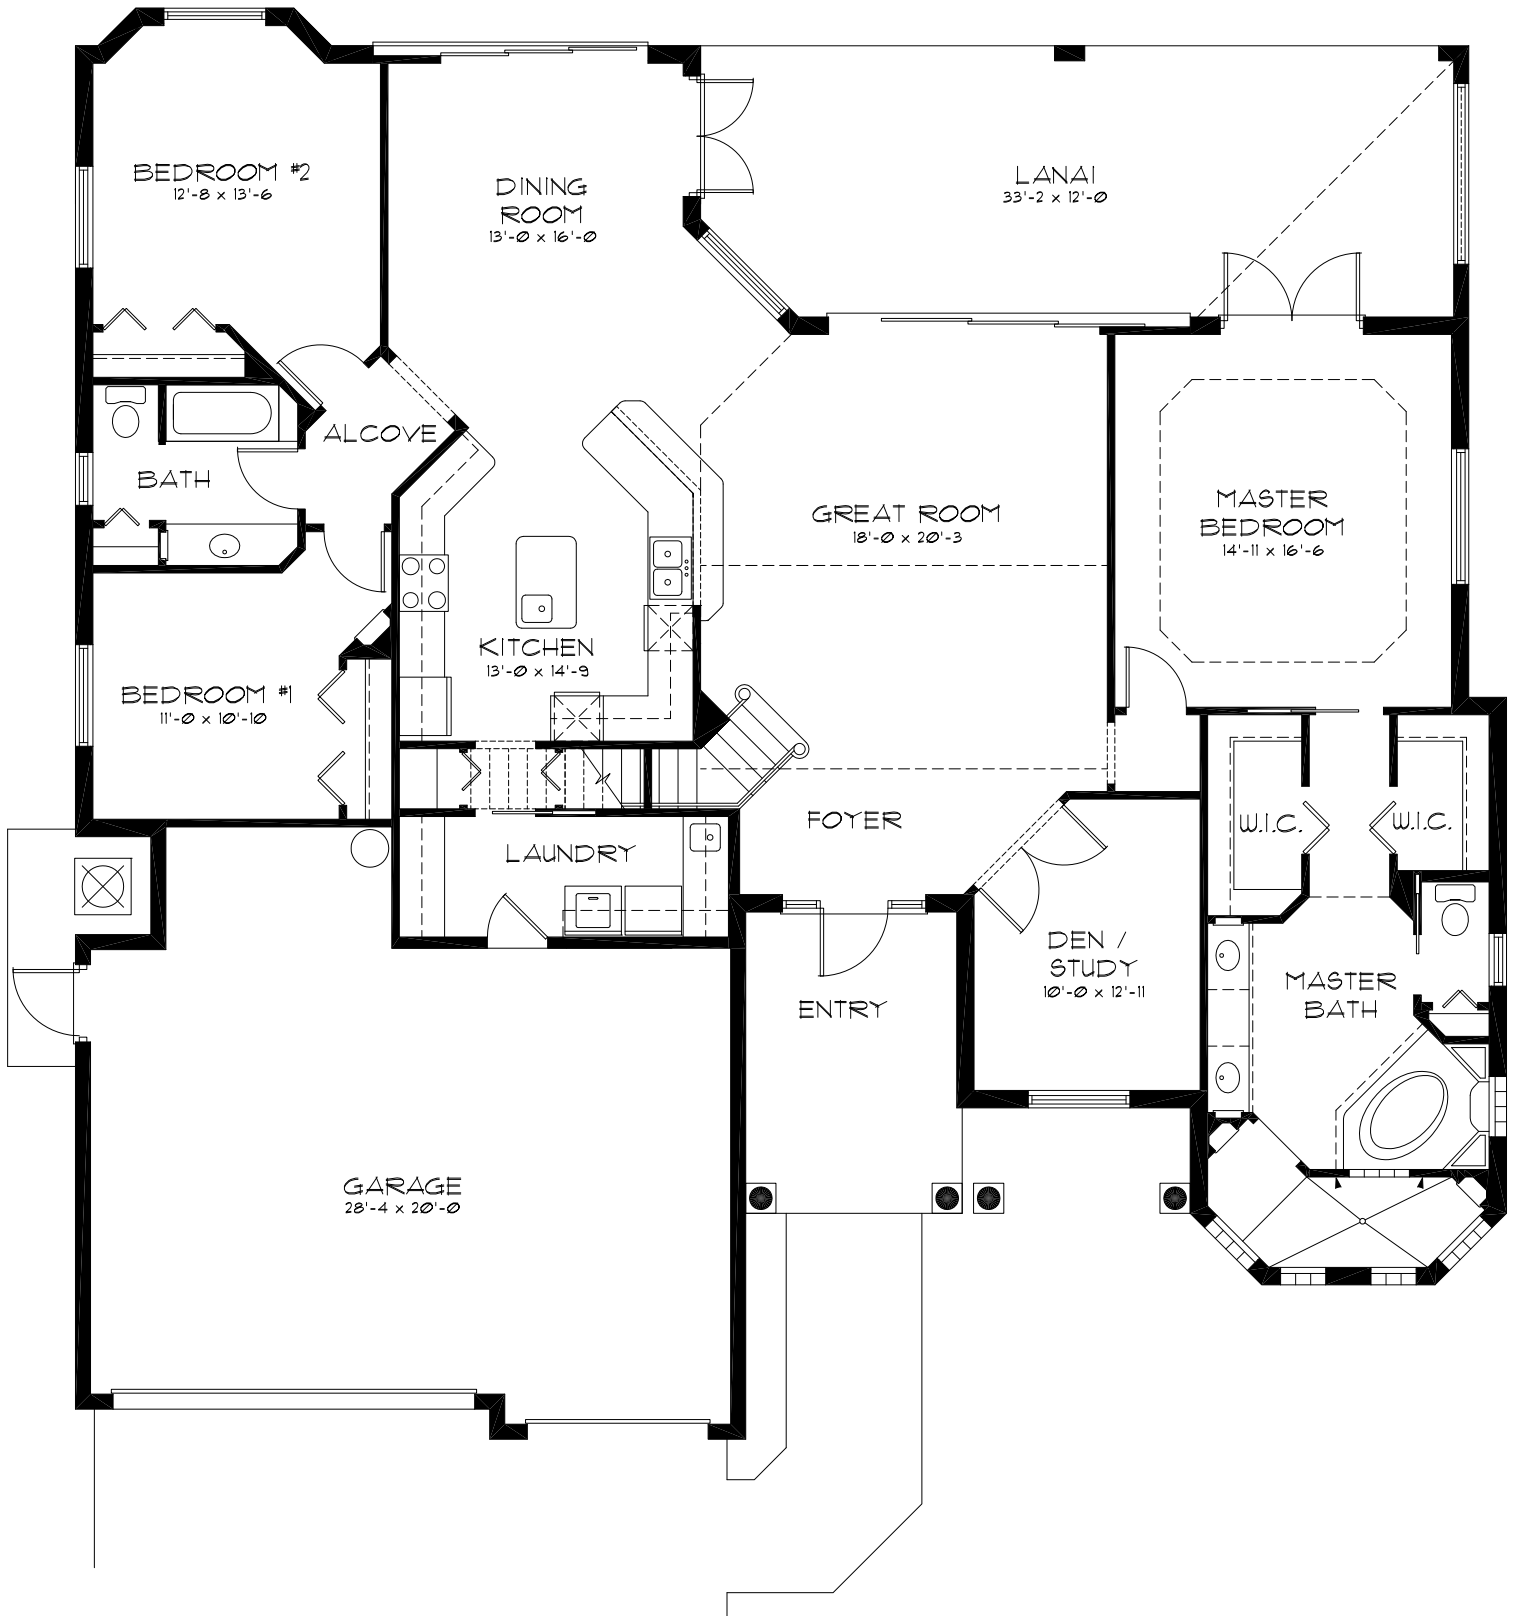 BEDROOM #2
12'-8 x 13'-6
DINING
ROOM
13'-0 x 16'-0
LANAI
33'-2 x 12'-0
ALCOVE
BATH
GREAT ROOM
18'-0 x 20'-3
MASTER
BEDROOM
14'-11 x 16'-6
KITCHEN
13'-0 x 14'-9
BEDROOM #1
11'-0 x 10'-10
FOYER
W.I.C.
W.I.C.
LAUNDRY
DEN /
STUDY
10'-0 x 12'-11
MASTER
BATH
ENTRY
GARAGE
28'-4 x 20'-0